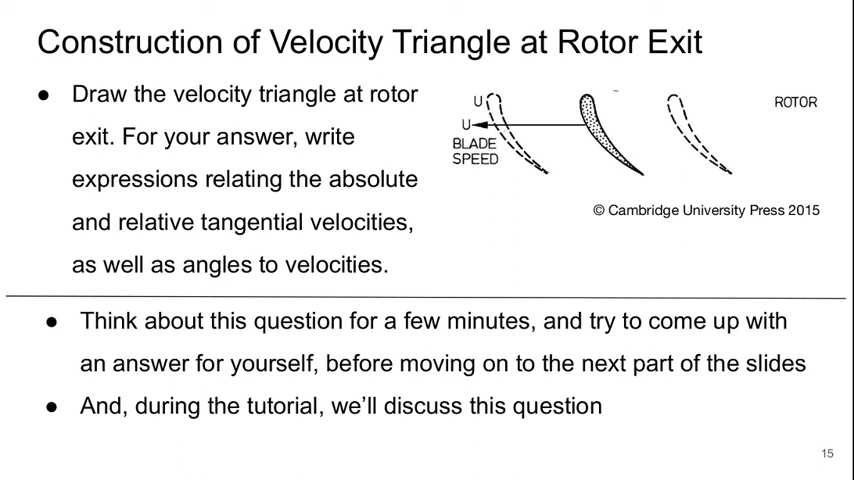 Construction of Velocity Triangle at Rotor Exit
● Draw the velocity triangle at rotor
exit. For your answer, write
expressions relating the absolute
and relative tangential velocities,
as well as angles to velocities.
U
U
BLADE
SPEED
ROTOR
© Cambridge University Press 2015
● Think about this question for a few minutes, and try to come up with
an answer for yourself, before moving on to the next part of the slides
● And, during the tutorial, we’ll discuss this question
15